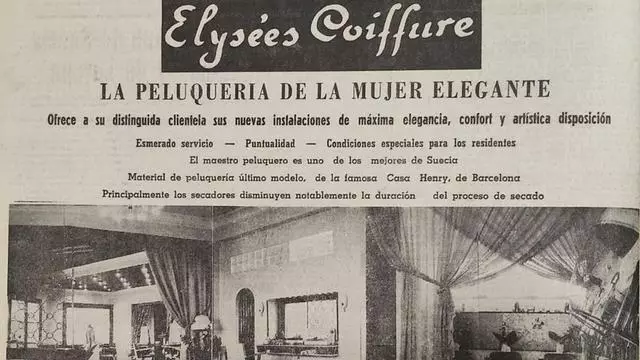 Elysées Coiffure
LA PELUQUERIA DE LA MUJER ELEGANTE
Ofrece a su distinguida clientela sus nuevas instalaciones de máxima elegancia, confort y artística disposición
Esmerado servicio — Puntualidad — Condiciones especiales para los residentes
El maestro peluquero es uno de los mejores de Suecia
Material de peluquería último modelo, de la famosa Casa Henry, de Barcelona
Principalmente los secadores disminuyen notablemente la duración del proceso de secado